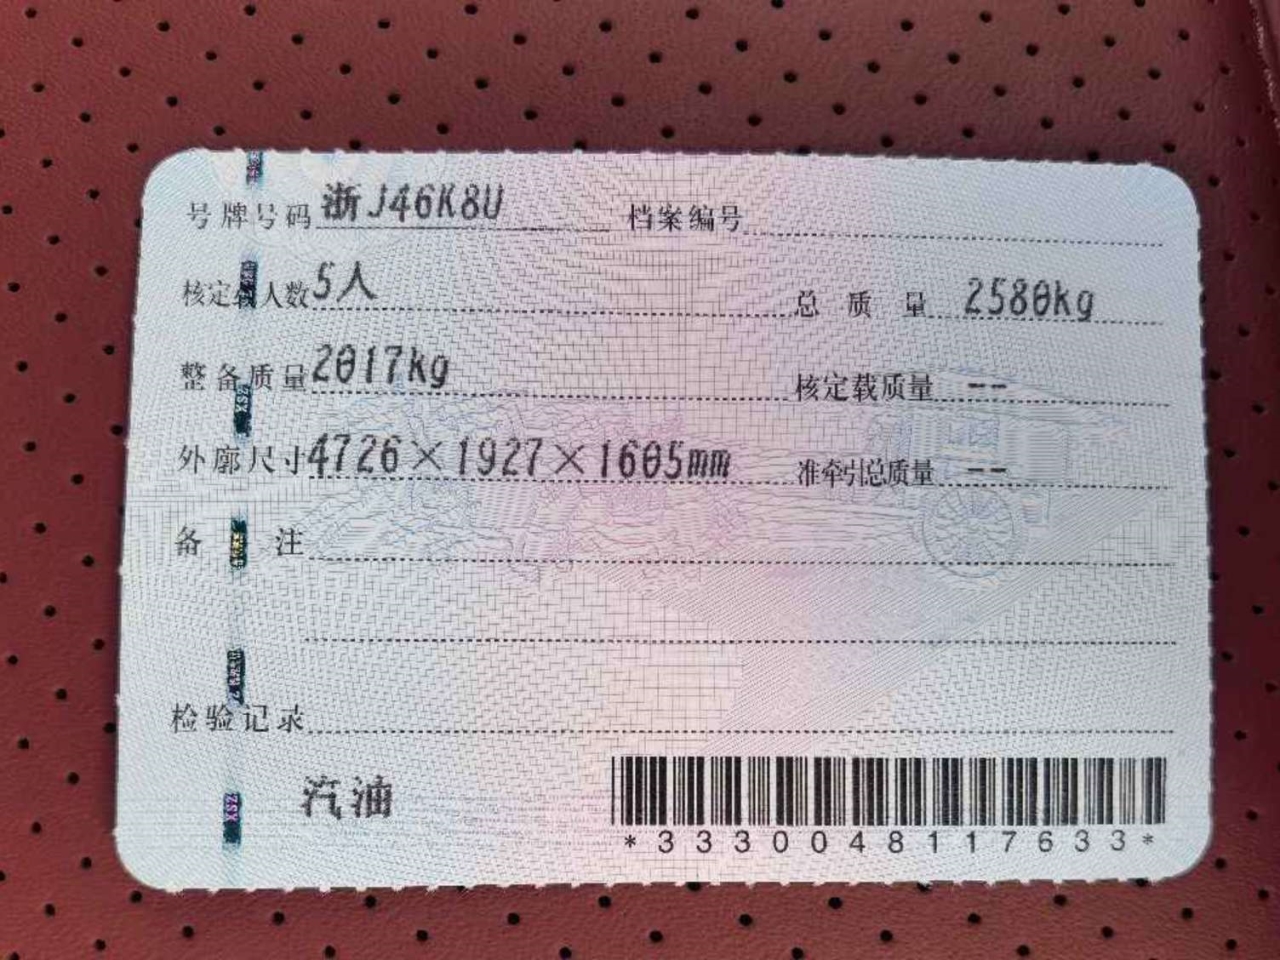 号牌号码 浙J46K8U 档案编号
核定载人数 5人 总质量 2580kg
整备质量 2017kg 核定载质量 --
外廓尺寸 4726×1927×1605mm 准牵引总质量 --
备注
检验记录
汽油
*3330048117633*